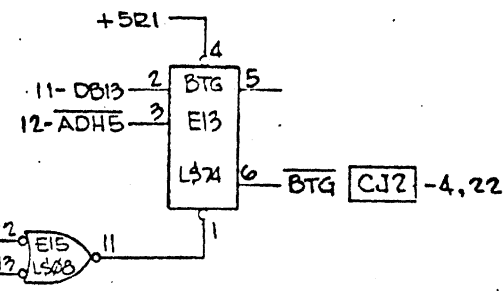 +5R1
4
11-DB13 2 BTG 5
12-ADH5 3 E13
LS74 6 BTG CJ2 -4,22
1
2 E15 11
13 LS08